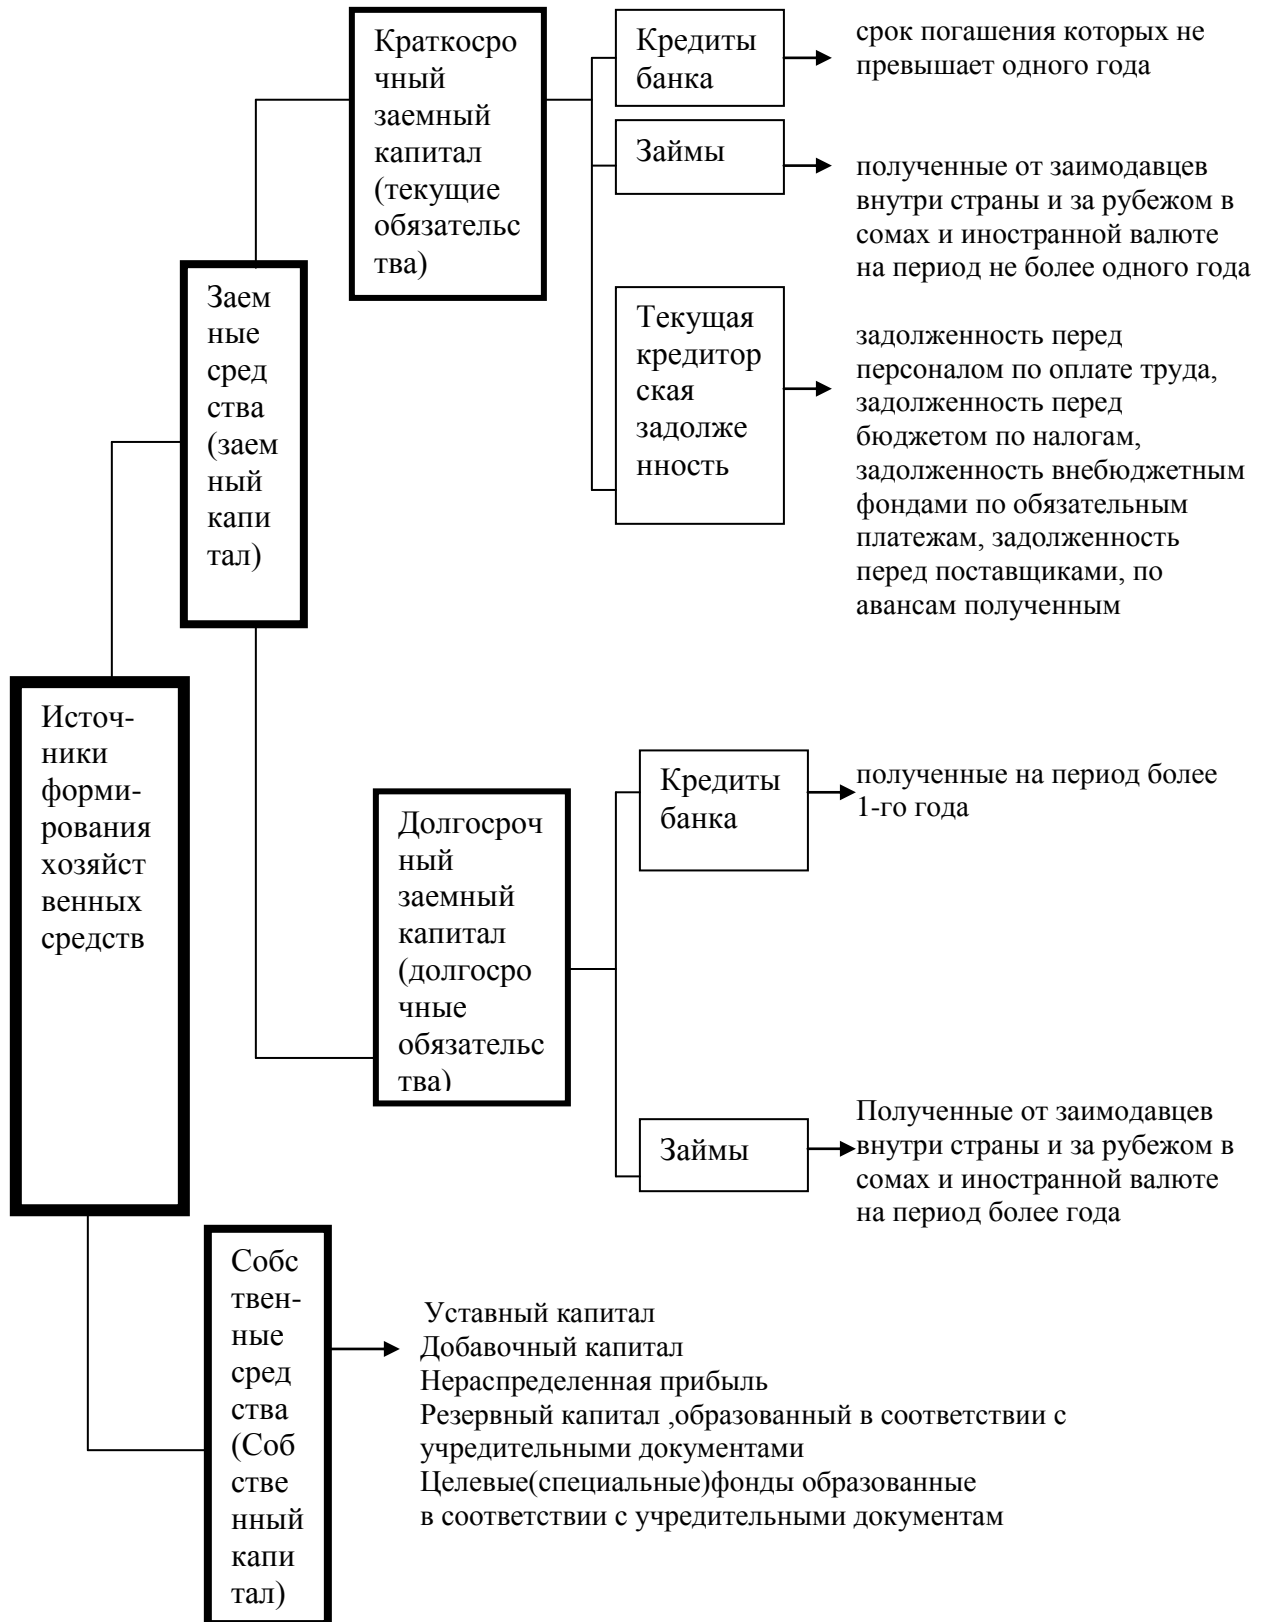 Краткосро
чный
заемный
капитал
(текущие
обязательс
тва)
Кредиты
банка
срок погашения которых не
превышает одного года
Займы
полученные от заимодавцев
внутри страны и за рубежом в
сомах и иностранной валюте
на период не более одного года
Заем
ные
сред
ства
(заем
ный
капи
тал)
Текущая
кредитор
ская
задолже
нность
задолженность перед
персоналом по оплате труда,
задолженность перед
бюджетом по налогам,
задолженность внебюджетным
фондами по обязательным
платежам, задолженность
перед поставщиками, по
авансам полученным
Источ-
ники
форми-
рования
хозяйст
венных
средств
Долгосроч
ный
заемный
капитал
(долгосро
чные
обязательс
тва)
Кредиты
банка
полученные на период более
1-го года
Займы
Полученные от заимодавцев
внутри страны и за рубежом в
сомах и иностранной валюте
на период более года
Собс
твен-
ные
сред
ства
(Соб
стве
нный
капи
тал)
Уставный капитал
Добавочный капитал
Нераспределенная прибыль
Резервный капитал ,образованный в соответствии с
учредительными документами
Целевые(специальные)фонды образованные
в соответствии с учредительными документам